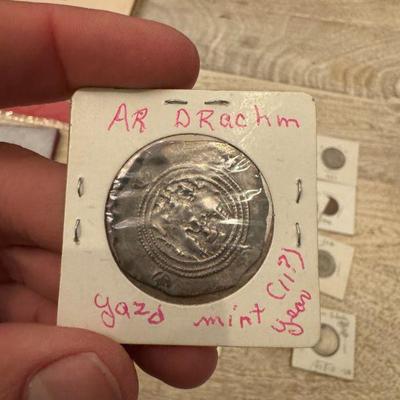 AR DRachm
Yazd mint (11?)
year